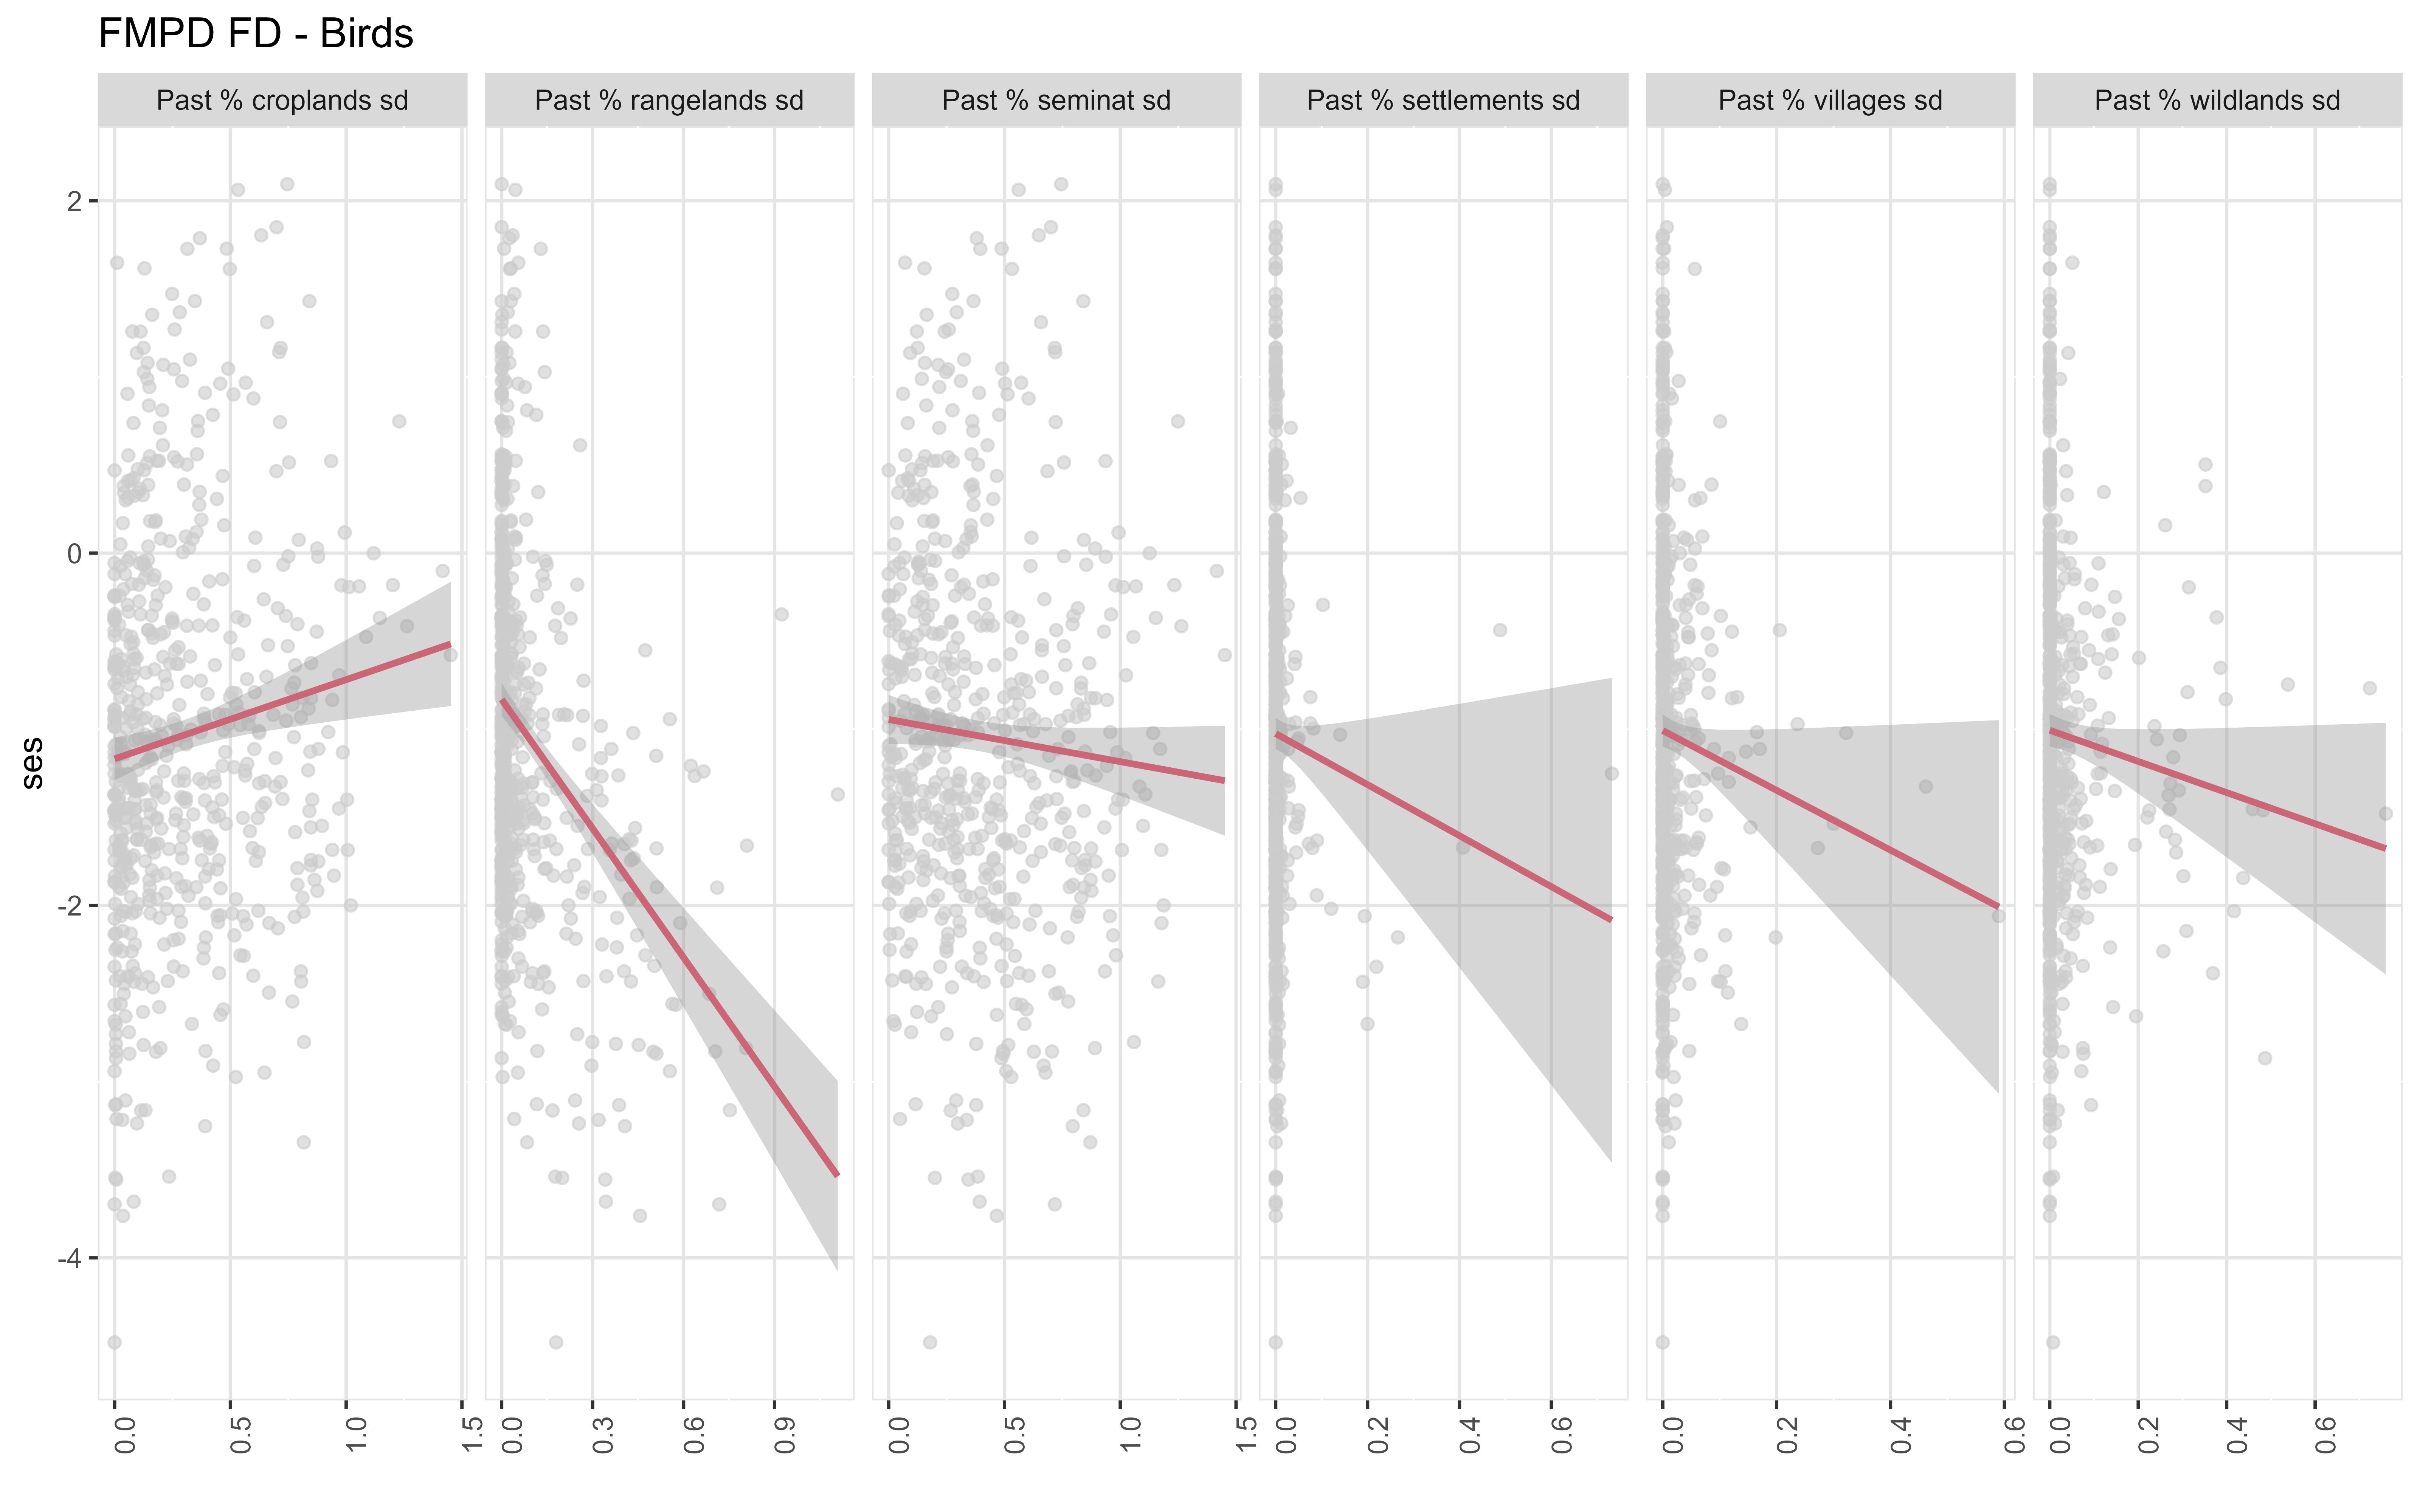 FMPD FD - Birds
Past % croplands sd
Past % rangelands sd
Past % seminat sd
Past % settlements sd
Past % villages sd
Past % wildlands sd
ses
2
0
-2
-4
0.0 0.5 1.0 1.5
0.0 0.3 0.6 0.9
0.0 0.5 1.0 1.5
0.0 0.2 0.4 0.6
0.0 0.2 0.4 0.6
0.0 0.2 0.4 0.6